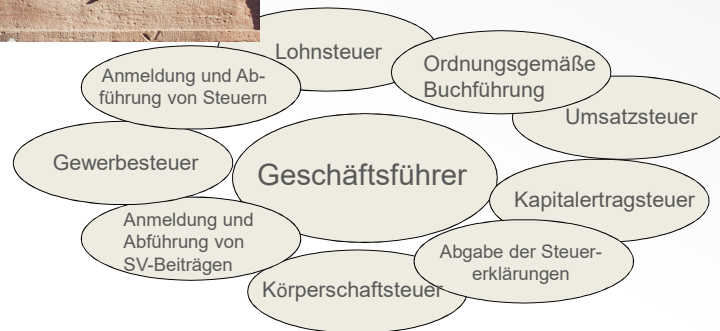 Lohnsteuer
Ordnungsgemäße
Buchführung
Anmeldung und Ab-
führung von Steuern
Umsatzsteuer
Gewerbesteuer
Geschäftsführer
Kapitalertragsteuer
Anmeldung und
Abführung von
SV-Beiträgen
Abgabe der Steuer-
erklärungen
Körperschaftsteuer